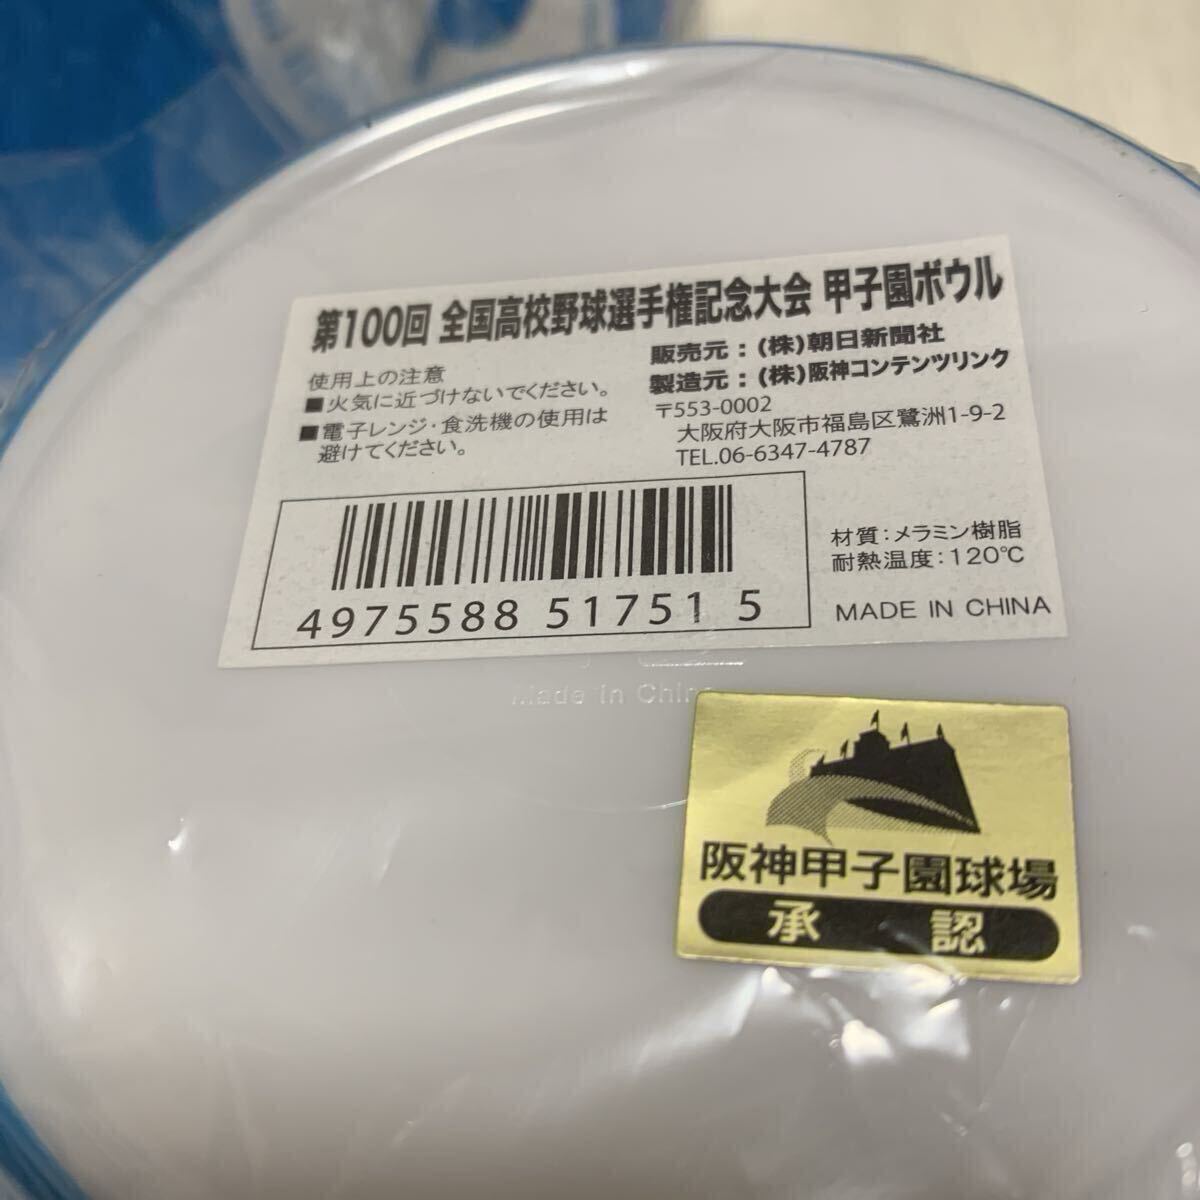 第100回 全国高校野球選手権記念大会 甲子園ボウル
使用上の注意
■火気に近づけないでください。
■電子レンジ・食洗機の使用は
避けてください。
販売元：(株)朝日新聞社
製造元：(株)阪神コンテンツリンク
〒553-0002
大阪府大阪市福島区鷺洲1-9-2
TEL.06-6347-4787
4975588 51751 5
材質：メラミン樹脂
耐熱温度：120℃
MADE IN CHINA
Made in China
阪神甲子園球場
承認